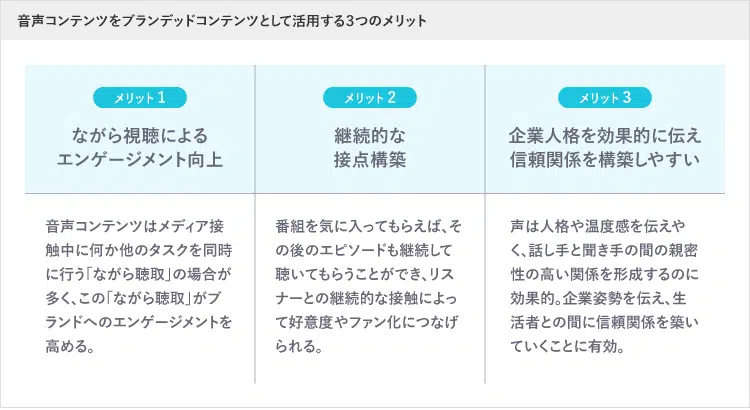 音声コンテンツをブランデッドコンテンツとして活用する3つのメリット
メリット1
ながら視聴による
エンゲージメント向上
音声コンテンツはメディア接
触中に何か他のタスクを同時
に行う「ながら聴取」の場合が
多く、この「ながら聴取」がブ
ランドへのエンゲージメントを
高める。
メリット2
継続的な
接点構築
番組を気に入ってもらえば、そ
の後のエピソードも継続して
聴いてもらうことができ、リス
ナーとの継続的な接触によっ
て好意度やファン化につなげ
られる。
メリット3
企業人格を効果的に伝え
信頼関係を構築しやすい
声は人格や温度感を伝えや
く、話し手と聞き手の間の親密
性の高い関係を形成するのに
効果的。企業姿勢を伝え、生
活者との間に信頼関係を築い
ていくことに有効。